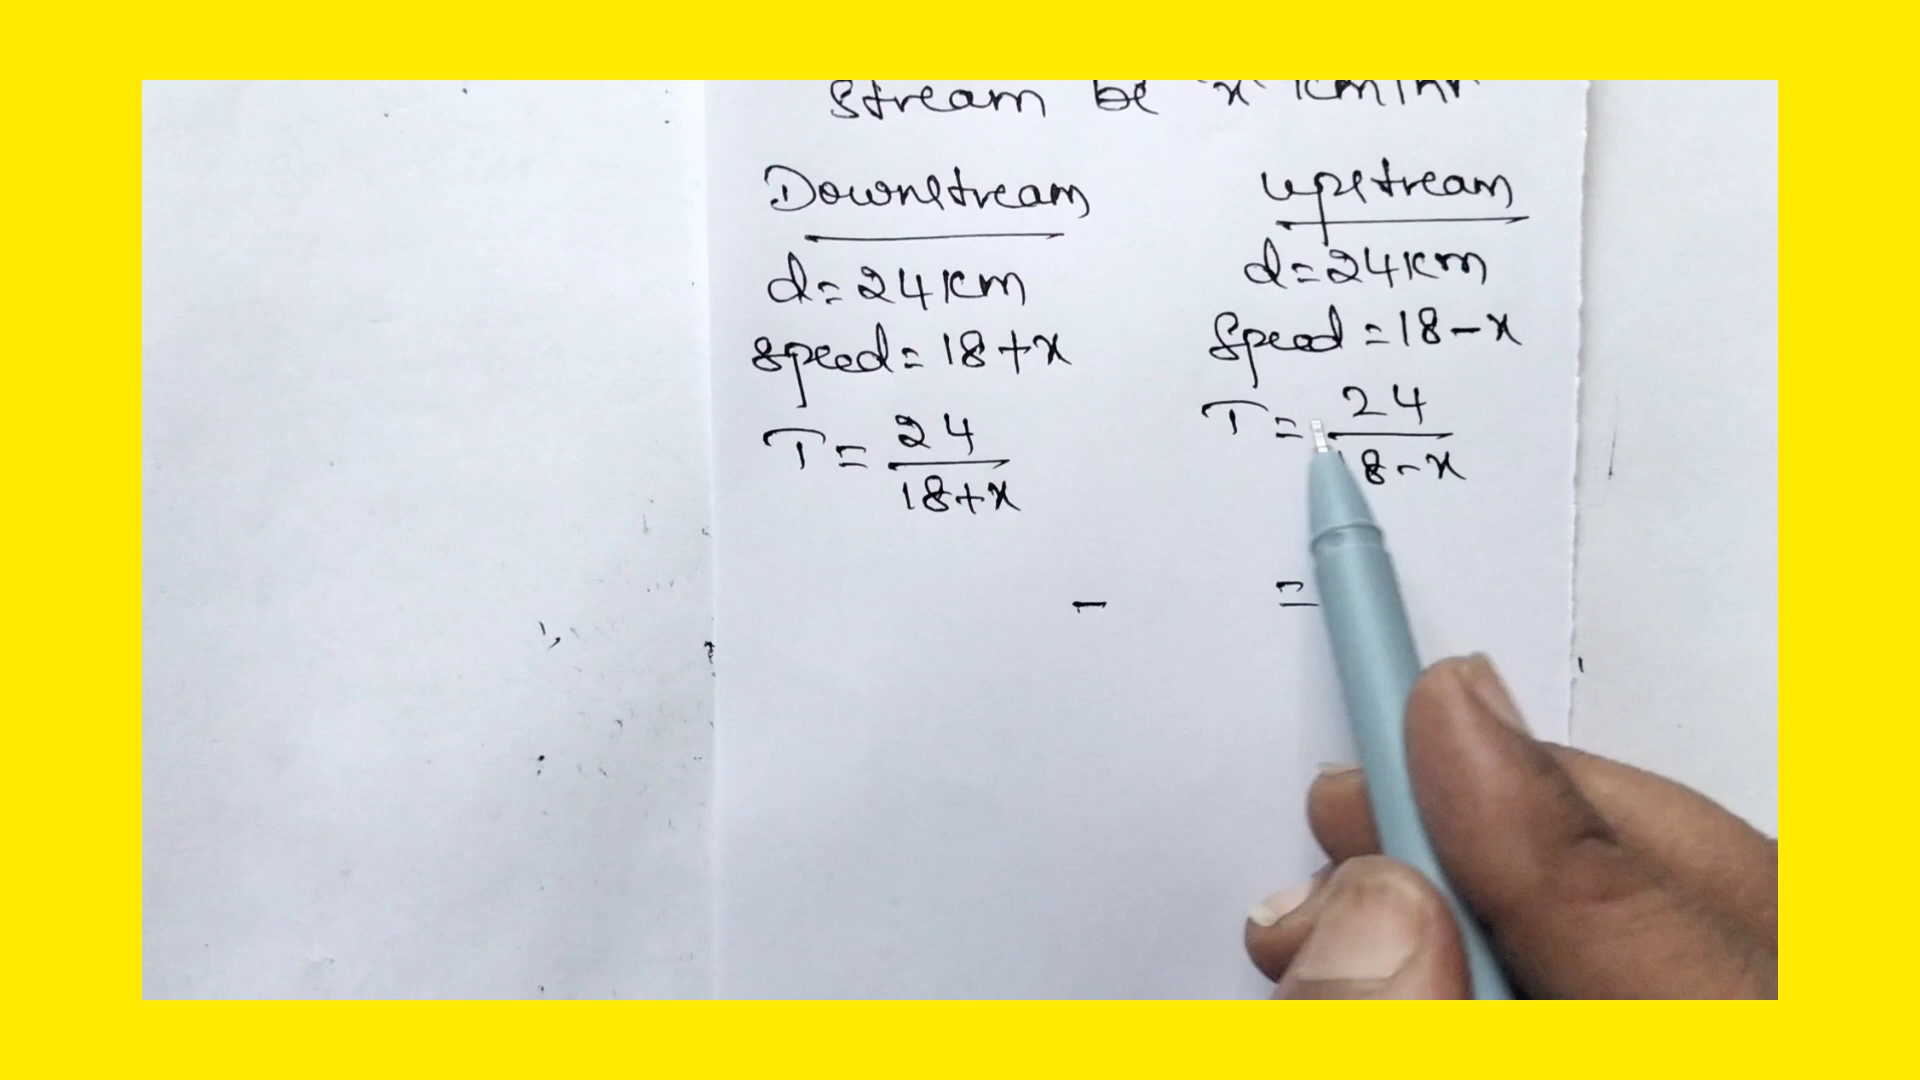 Stream be 'x' km/hr
Downstream
d=24km
speed=18+x
T=24/18+x
upstream
d=24km
Speed=18-x
T=24/18-x
- =